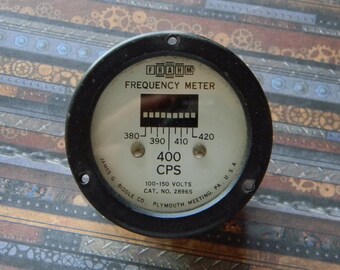 FRAHM
FREQUENCY METER
380 390 410 420
400
CPS
100-150 VOLTS
CAT. NO. 28965
JAMES G. BIDDLE CO. PLYMOUTH MEETING, PA. U.S.A.